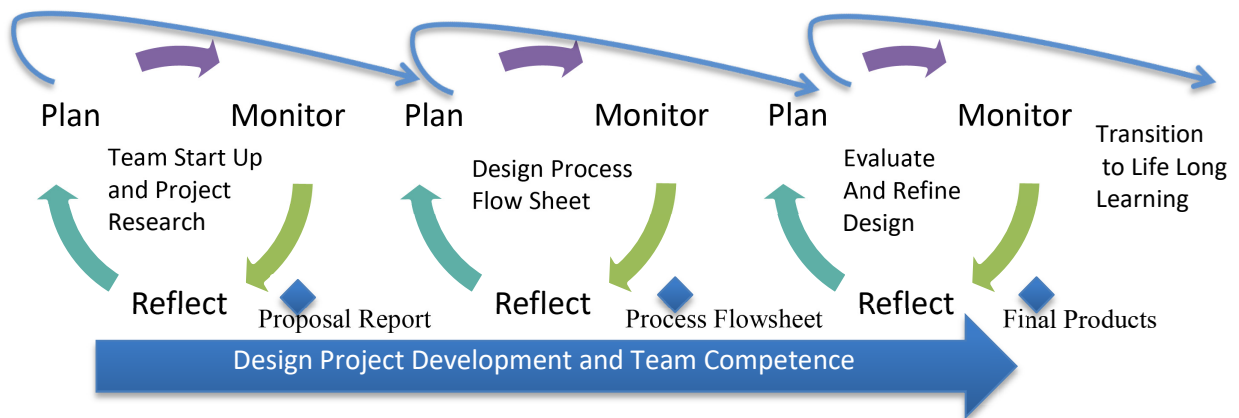 Plan
Monitor
Team Start Up
and Project
Research
Reflect
Proposal Report
Plan
Monitor
Design Process
Flow Sheet
Reflect
Process Flowsheet
Plan
Monitor
Evaluate
And Refine
Design
Reflect
Final Products
Transition
to Life Long
Learning
Design Project Development and Team Competence